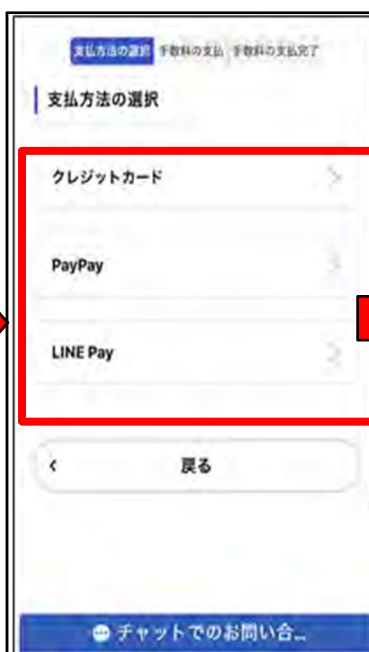 支払方法の選択 手数料の支払 手数料の支払完了
支払方法の選択
クレジットカード
PayPay
LINE Pay
戻る
チャットでのお問い合…